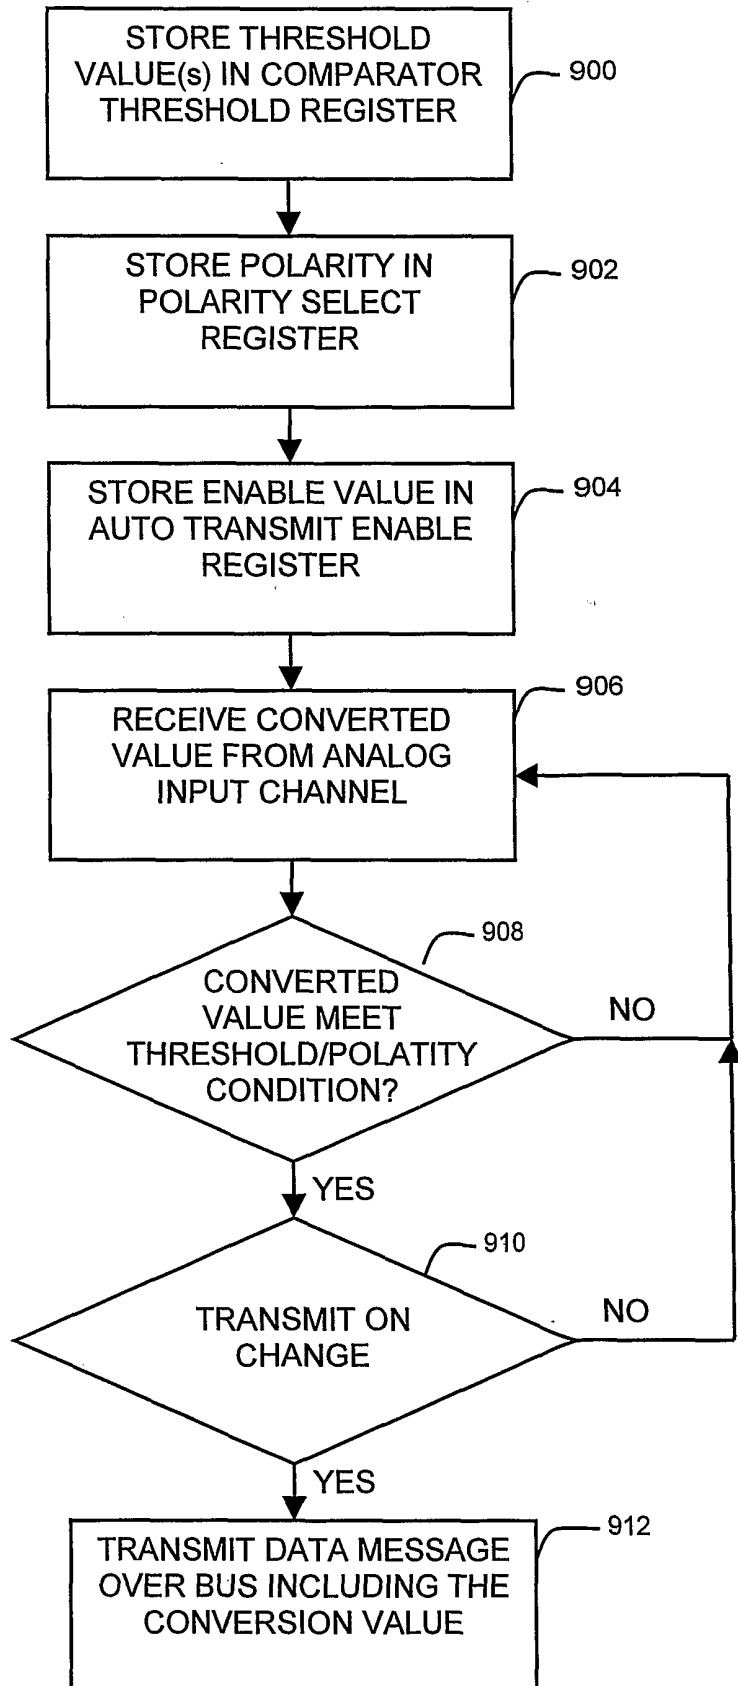 STORE THRESHOLD
VALUE(s) IN COMPARATOR
THRESHOLD REGISTER
900
STORE POLARITY IN
POLARITY SELECT
REGISTER
902
STORE ENABLE VALUE IN
AUTO TRANSMIT ENABLE
REGISTER
904
RECEIVE CONVERTED
VALUE FROM ANALOG
INPUT CHANNEL
906
908
CONVERTED
VALUE MEET
THRESHOLD/POLATITY
CONDITION?
NO
YES
910
TRANSMIT ON
CHANGE
NO
YES
TRANSMIT DATA MESSAGE
OVER BUS INCLUDING THE
CONVERSION VALUE
912